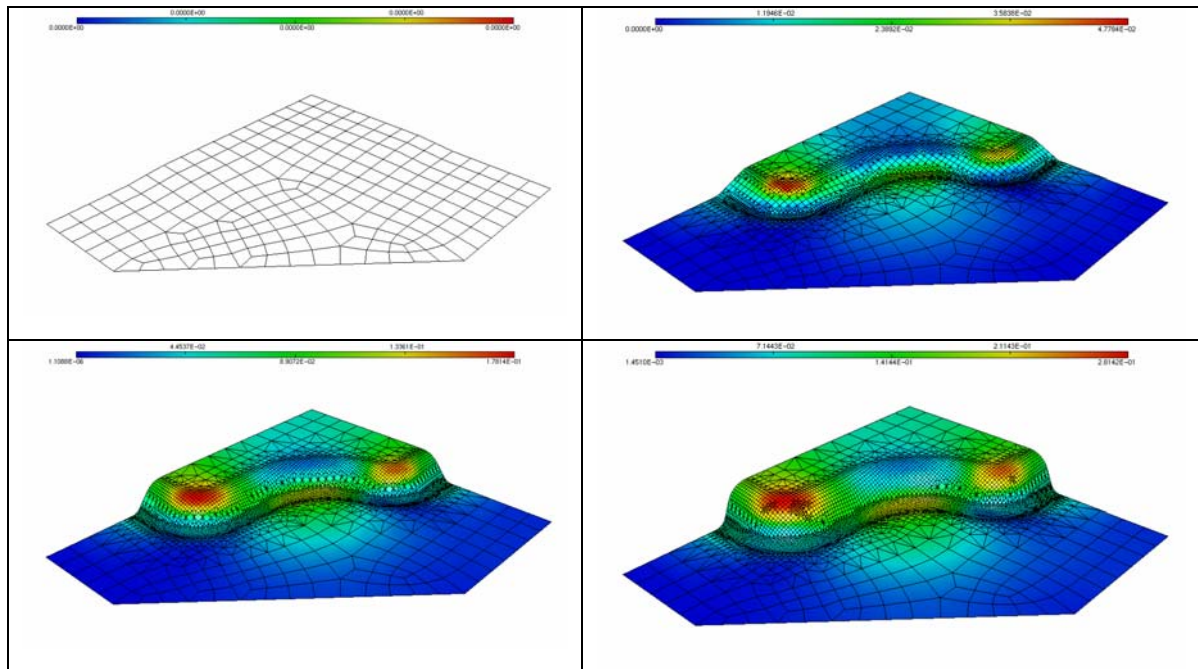 0.0000E+00 0.0000E+00
0.0000E+00 0.0000E+00 0.0000E+00
1.1946E-02 3.5838E-02
0.0000E+00 2.3892E-02 4.7784E-02
4.4537E-02 1.3361E-01
1.1088E-06 8.9072E-02 1.7814E-01
7.1443E-02 2.1143E-01
1.4510E-03 1.4144E-01 2.8142E-01